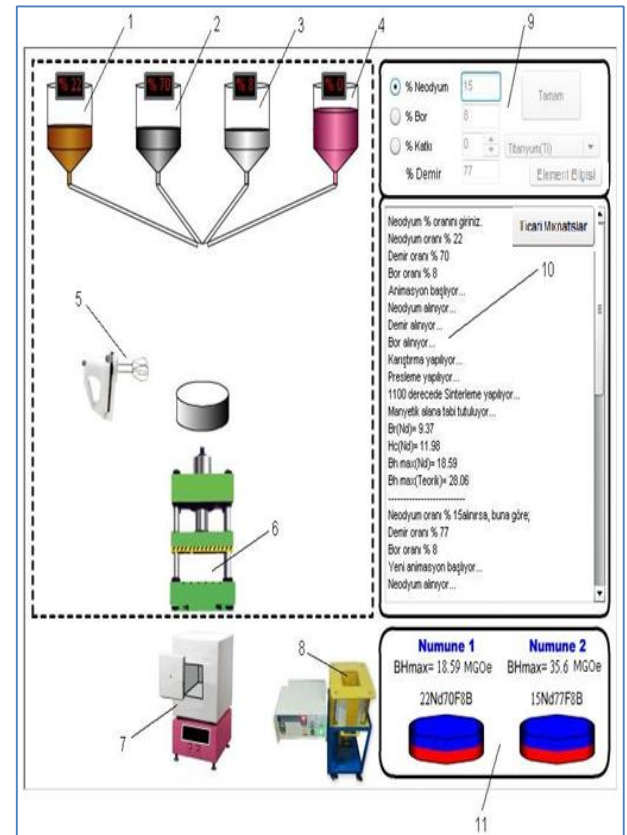 1
2
3
4
9
% 22
% 70
% 8
% 0
% Neodyum 15
Tamam
% Bor 8
% Katkı 0 Titanyum(Ti)
% Demir 77 Element Bilgisi
Neodyum % oranını giriniz.
Ticari Mıknatıslar
Neodyum oranı % 22
Demir oranı % 70
Bor oranı % 8
Animasyon başlıyor...
Neodyum alınıyor...
Demir alınıyor...
Bor alınıyor...
Karıştırma yapılıyor...
Presleme yapılıyor...
1100 derecede Sinterleme yapılıyor...
Manyetik alana tabi tutuluyor...
Br(Nd)= 9.37
Hc(Nd)= 11.98
Bh max(Nd)= 18.59
Bh max(Teorik)= 28.06
--------------------------
Neodyum oranı % 15alınırsa, buna göre;
Demir oranı % 77
Bor oranı % 8
Yeni animasyon başlıyor...
Neodyum alınıyor...
10
5
6
7
8
Numune 1
BHmax= 18.59 MGOe
22Nd70F8B
Numune 2
BHmax= 35.6 MGOe
15Nd77F8B
11